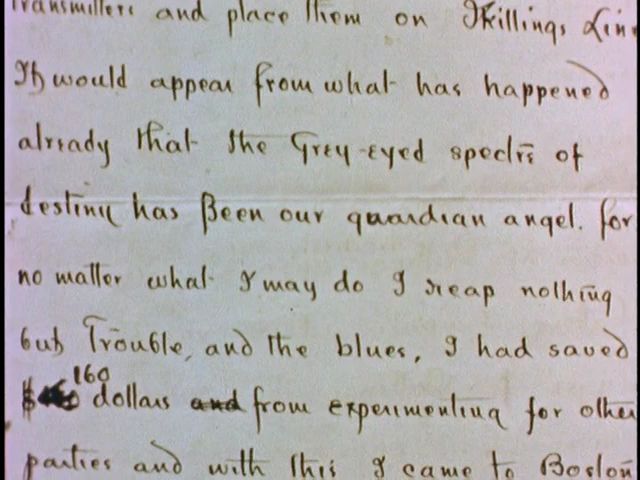 Transmitters and place them on Skillings Line
It would appear from what has happened
already that the Grey-eyed spectre of
destiny has been our guardian angel. for
no matter what I may do I reap nothing
but Trouble, and the blues, I had saved
$ 160 dollars and from experimenting for other
parties and with this I came to Boston